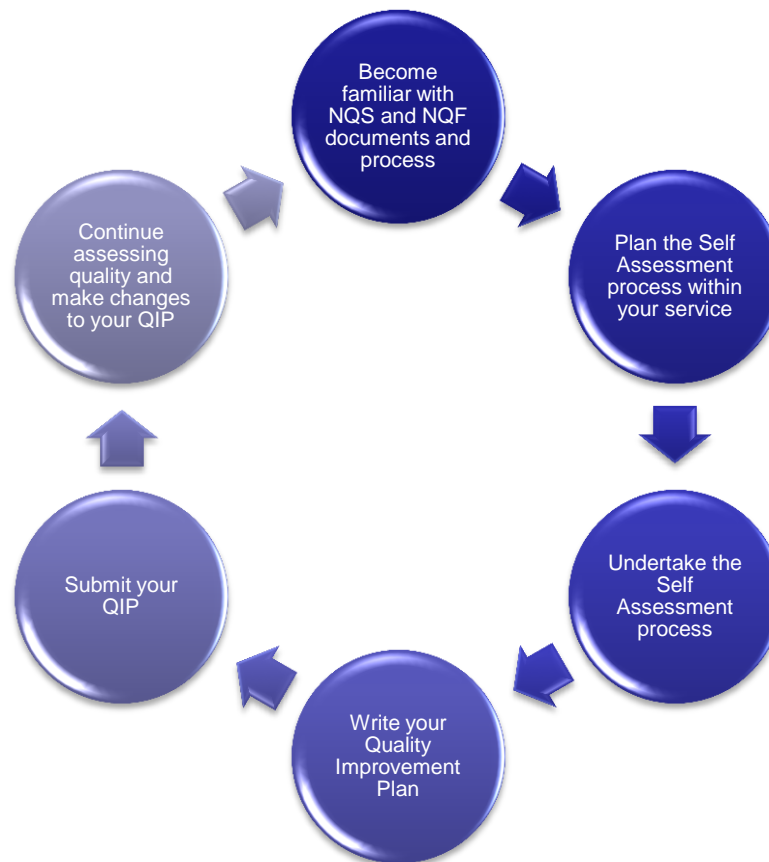 Become
familiar with
NQS and NQF
documents and
process
Plan the Self
Assessment
process within
your service
Undertake the
Self
Assessment
process
Write your
Quality
Improvement
Plan
Submit your
QIP
Continue
assessing
quality and
make changes
to your QIP